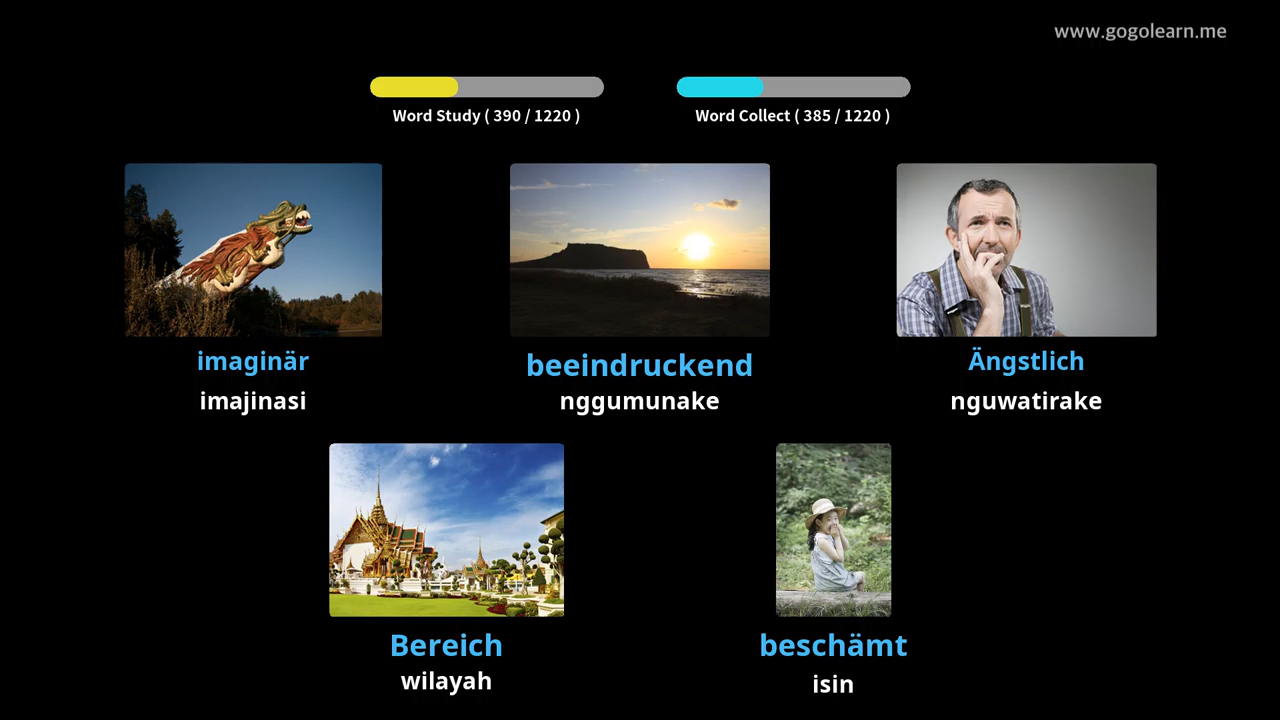 www.gogolearn.me
Word Study ( 390 / 1220 )
Word Collect ( 385 / 1220 )
imaginär
imajinasi
beeindruckend
nggumunake
Ängstlich
nguwatirake
Bereich
wilayah
beschämt
isin